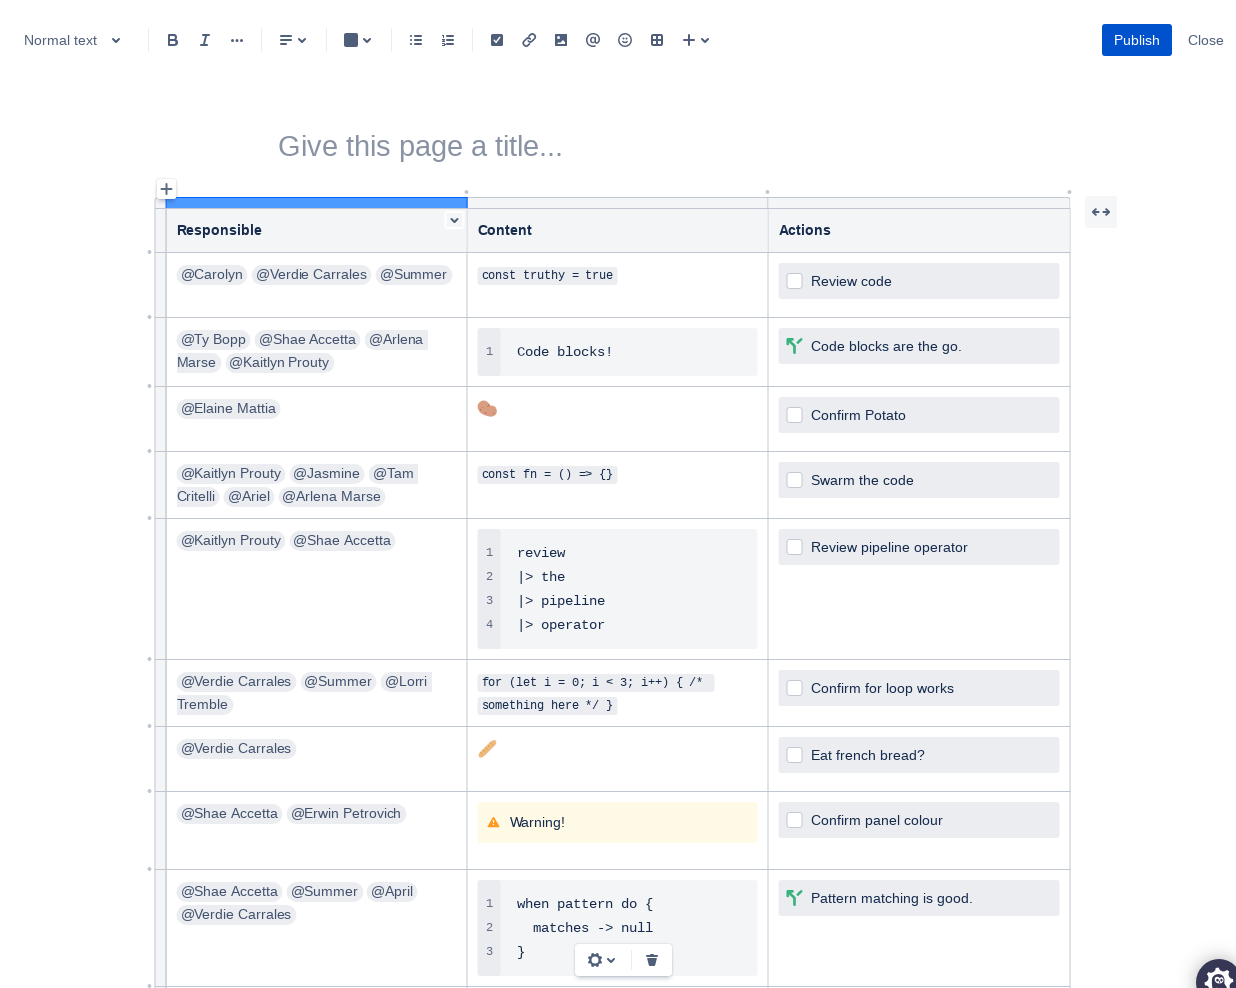 Normal text
Publish
Close
Give this page a title...
Responsible
Content
Actions
@Carolyn @Verdie Carrales @Summer
const truthy = true
Review code
@Ty Bopp @Shae Accetta @Arlena
Marse @Kaitlyn Prouty
1 Code blocks!
Code blocks are the go.
@Elaine Mattia
Confirm Potato
@Kaitlyn Prouty @Jasmine @Tam
Critelli @Ariel @Arlena Marse
const fn = () => {}
Swarm the code
@Kaitlyn Prouty @Shae Accetta
1 review
2 |> the
3 |> pipeline
4 |> operator
Review pipeline operator
@Verdie Carrales @Summer @Lorri
Tremble
for (let i = 0; i < 3; i++) { /*
something here */ }
Confirm for loop works
@Verdie Carrales
Eat french bread?
@Shae Accetta @Erwin Petrovich
Warning!
Confirm panel colour
@Shae Accetta @Summer @April
@Verdie Carrales
1 when pattern do {
2   matches -> null
3 }
Pattern matching is good.